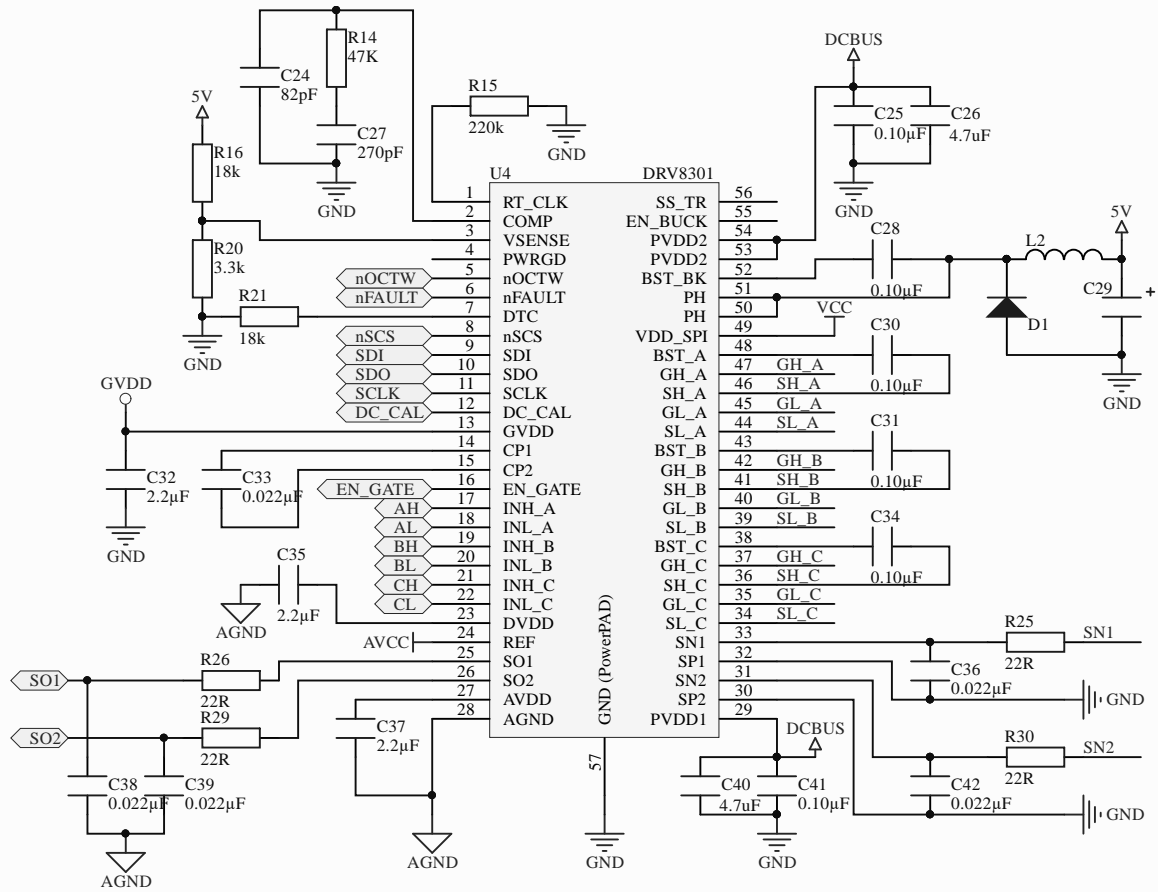 R14
47K
C24
82pF
C27
270pF
GND
R15
220k
GND
DCBUS
C25
0.10µF
C26
4.7uF
GND
5V
R16
18k
R20
3.3k
R21
18k
GND
U4
DRV8301
1 RT_CLK
2 COMP
3 VSENSE
4 PWRGD
nOCTW 5 nOCTW
nFAULT 6 nFAULT
7 DTC
nSCS 8 nSCS
SDI 9 SDI
SDO 10 SDO
SCLK 11 SCLK
DC_CAL 12 DC_CAL
13 GVDD
14 CP1
15 CP2
EN_GATE 16 EN_GATE
AH 17 INH_A
AL 18 INL_A
BH 19 INH_B
BL 20 INL_B
CH 21 INH_C
CL 22 INL_C
23 DVDD
AVCC 24 REF
25 SO1
26 SO2
27 AVDD
28 AGND
GND (PowerPAD)
57
GND
SS_TR 56
EN_BUCK 55
PVDD2 54
PVDD2 53
BST_BK 52
PH 51
PH 50
VDD_SPI 49
BST_A 48
GH_A 47 GH_A
SH_A 46 SH_A
GL_A 45 GL_A
SL_A 44 SL_A
BST_B 43
GH_B 42 GH_B
SH_B 41 SH_B
GL_B 40 GL_B
SL_B 39 SL_B
BST_C 38
GH_C 37 GH_C
SH_C 36 SH_C
GL_C 35 GL_C
SL_C 34 SL_C
SN1 33
SP1 32
SN2 31
SP2 30
PVDD1 29
C28
0.10µF
VCC
L2
5V
D1
C29
+
GND
C30
0.10µF
C31
0.10µF
C34
0.10µF
GVDD
C32
2.2µF
GND
C33
0.022µF
C35
2.2µF
AGND
SO1
R26
22R
SO2
R29
22R
C38
0.022µF
C39
0.022µF
AGND
C37
2.2µF
AGND
R25
22R
SN1
C36
0.022µF
GND
R30
22R
SN2
C42
0.022µF
GND
DCBUS
C40
4.7uF
C41
0.10µF
GND